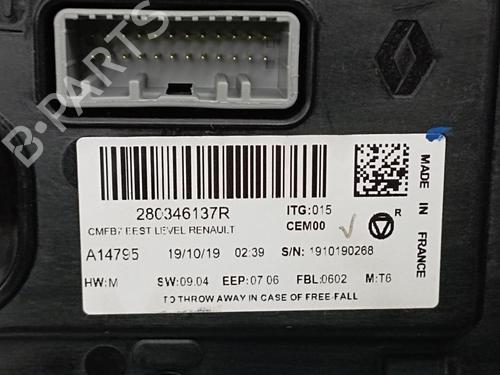 B-PARTS
280346137R
ITG:015
CMFB7 BEST LEVEL RENAULT
CEM00
R
A14795 19/10/19 02:39 S/N: 1910190268
HW:M SW:09.04 EEP:07.06 FBL:0602 M:T6
TO THROW AWAY IN CASE OF FREE-FALL
MADE IN FRANCE